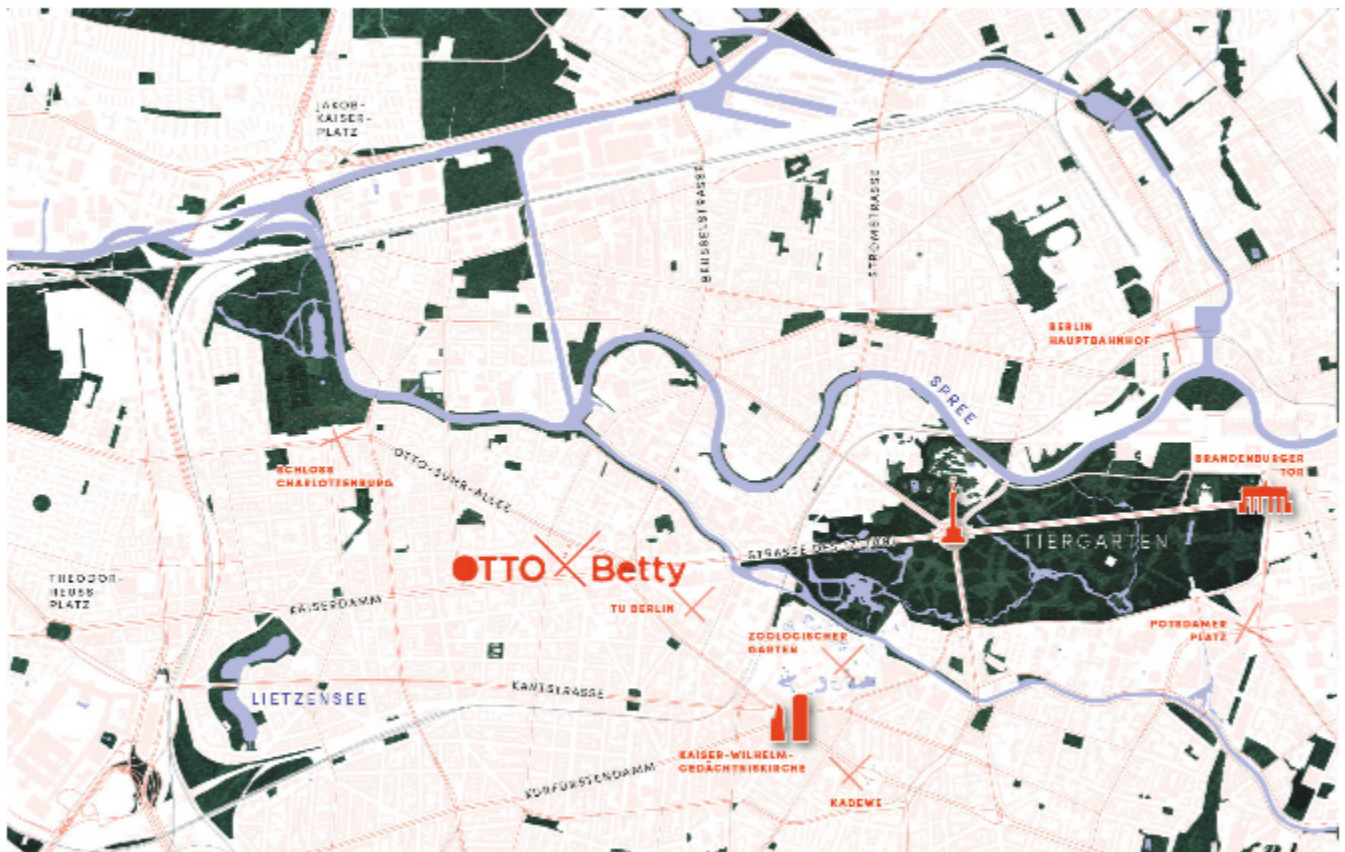 JAKOB-
KAISER-
PLATZ
BEUSSELSTRASSE
STROMSTRASSE
BERLIN
HAUPTBAHNHOF
SPREE
SCHLOSS
CHARLOTTENBURG
OTTO-SUHR-ALLEE
BRANDENBURGER
TOR
STRASSE DES 17. JUNI
TIERGARTEN
OTTO Betty
THEODOR-
HEUSS-
PLATZ
KAISERDAMM
TU BERLIN
POTSDAMER
PLATZ
ZOOLOGISCHER
GARTEN
LIETZENSEE
KANTSTRASSE
KAISER-WILHELM-
GEDÄCHTNISKIRCHE
KURFÜRSTENDAMM
KADEWE